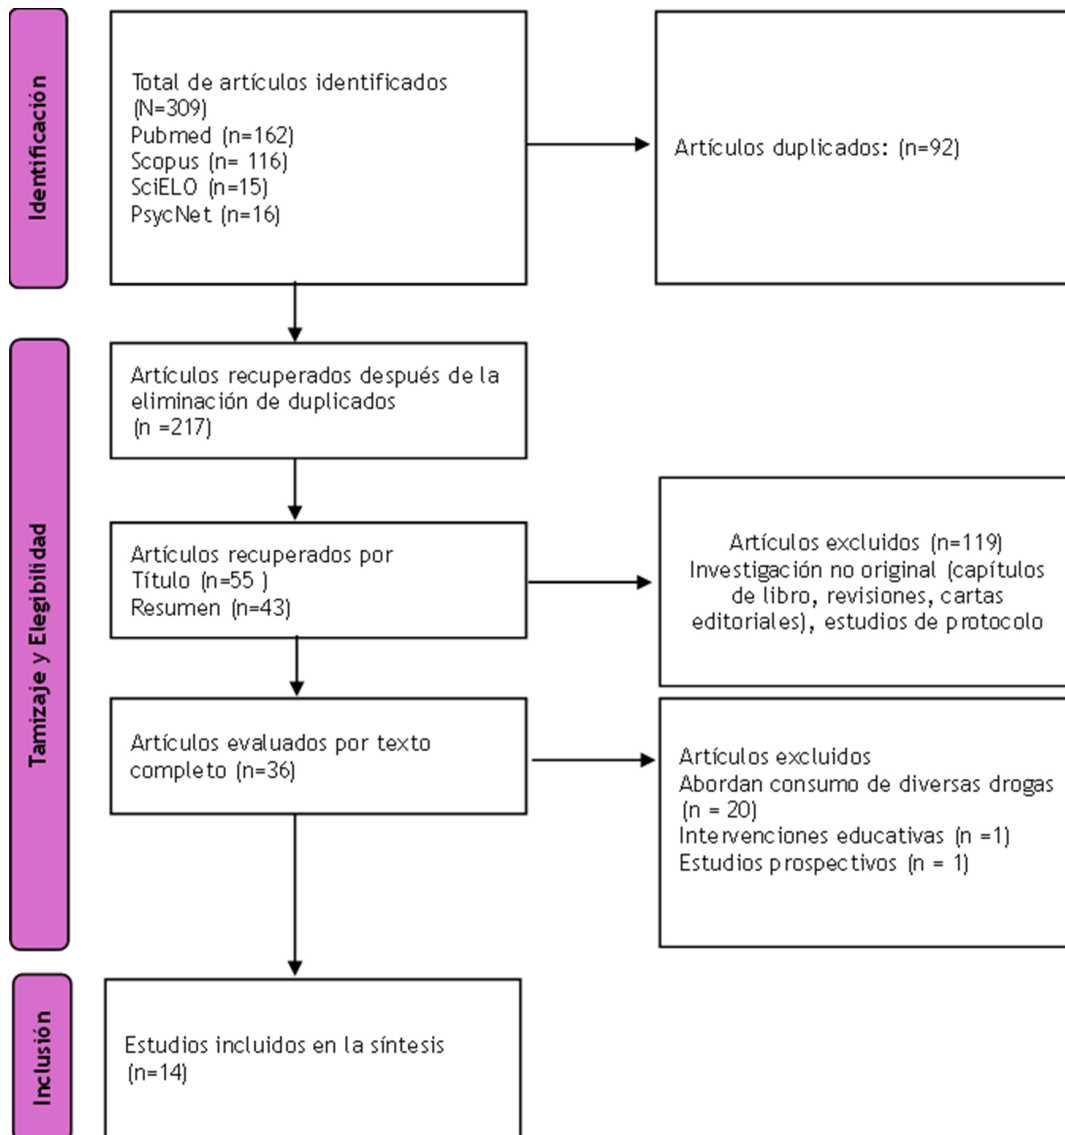 Identificación
Total de artículos identificados
(N=309)
Pubmed (n=162)
Scopus (n= 116)
SciELO (n=15)
PsycNet (n=16)
Artículos duplicados: (n=92)
Tamizaje y Elegibilidad
Artículos recuperados después de la
eliminación de duplicados
(n =217)
Artículos recuperados por
Título (n=55 )
Resumen (n=43)
Artículos excluidos (n=119)
Investigación no original (capítulos
de libro, revisiones, cartas
editoriales), estudios de protocolo
Artículos evaluados por texto
completo (n=36)
Artículos excluidos
Abordan consumo de diversas drogas
(n = 20)
Intervenciones educativas (n =1)
Estudios prospectivos (n = 1)
Inclusión
Estudios incluidos en la síntesis
(n=14)